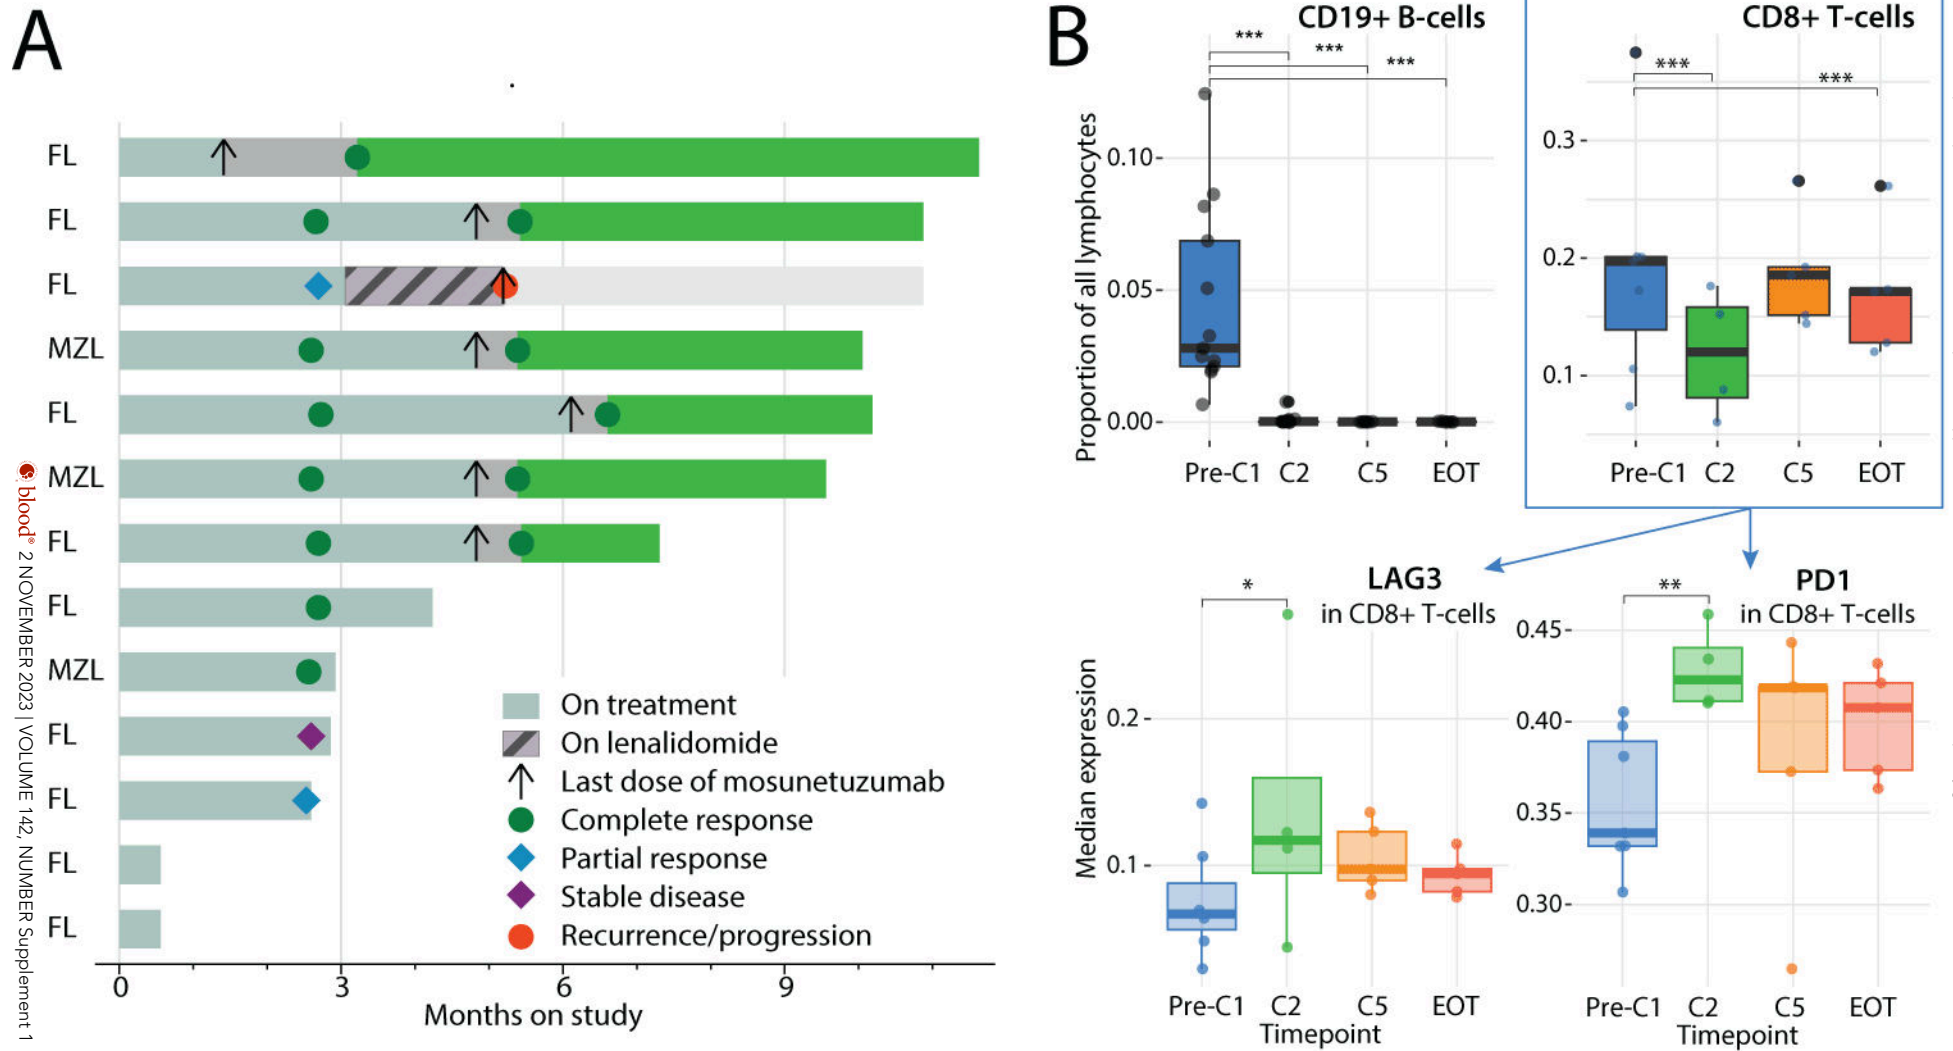 A
FL
FL
FL
MZL
FL
MZL
FL
FL
MZL
FL
FL
FL
FL
On treatment
On lenalidomide
Last dose of mosunetuzumab
Complete response
Partial response
Stable disease
Recurrence/progression
0 3 6 9
Months on study
blood® 2 NOVEMBER 2023 | VOLUME 142, NUMBER Supplement 1
B
CD19+ B-cells
*** *** ***
Proportion of all lymphocytes
0.10
0.05
0.00
Pre-C1 C2 C5 EOT
CD8+ T-cells
*** ***
0.3
0.2
0.1
Pre-C1 C2 C5 EOT
LAG3
in CD8+ T-cells
*
Median expression
0.2
0.1
Pre-C1 C2 C5 EOT
Timepoint
PD1
in CD8+ T-cells
**
0.45
0.40
0.35
0.30
Pre-C1 C2 C5 EOT
Timepoint